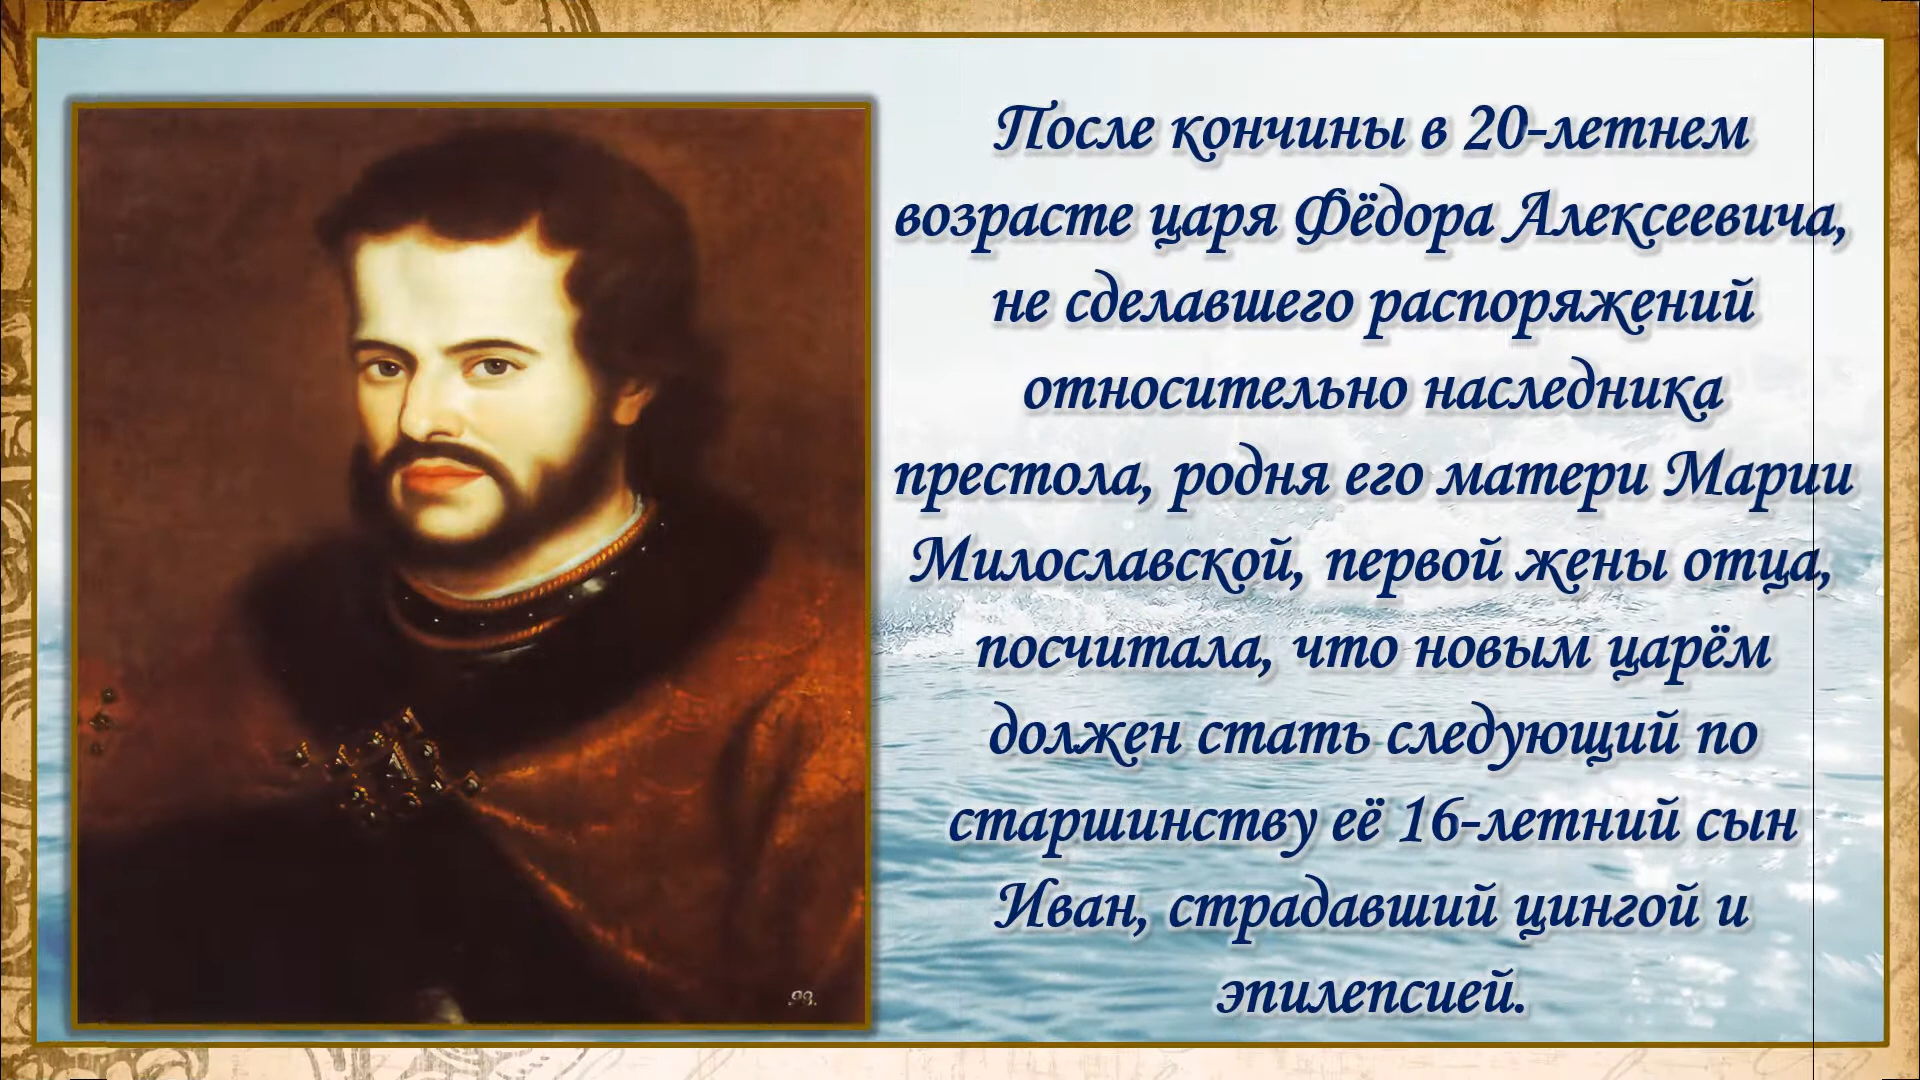 После кончины в 20-летнем
возрасте царя Фёдора Алексеевича,
не сделавшего распоряжений
относительно наследника
престола, родня его матери Марии
Милославской, первой жены отца,
посчитала, что новым царём
должен стать следующий по
старшинству её 16-летний сын
Иван, страдавший цингой и
эпилепсией.
98.